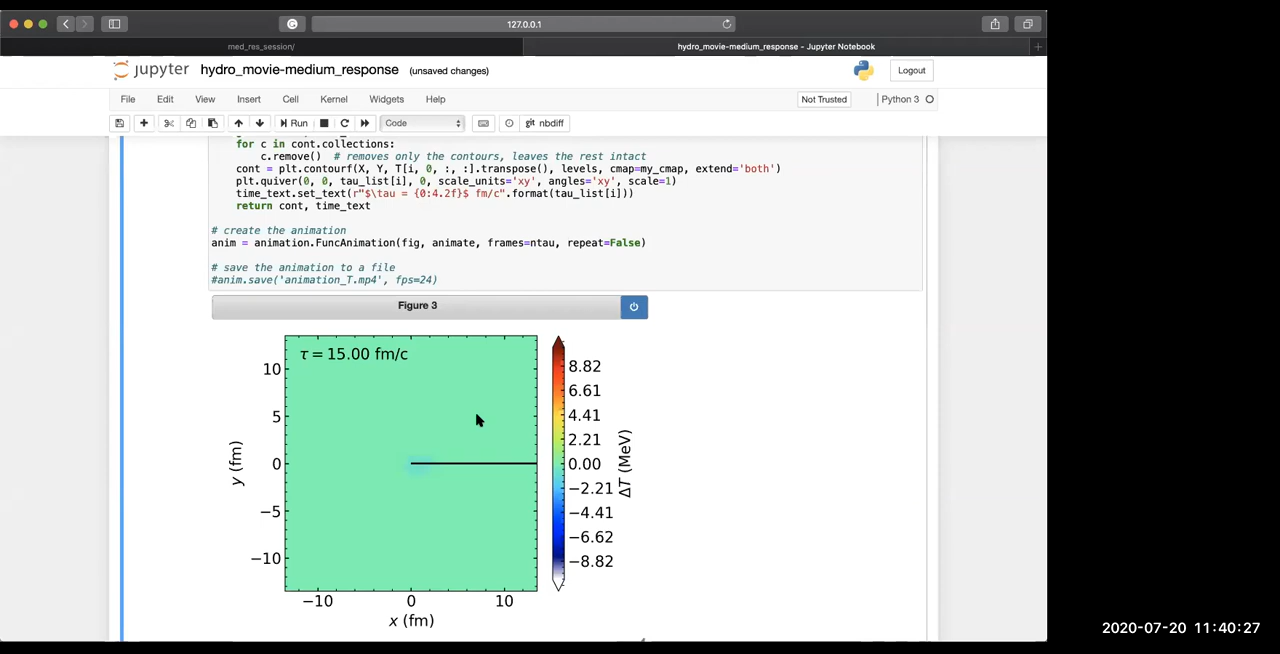 127.0.0.1
med_res_session/
hydro_movie-medium_response - Jupyter Notebook
jupyter hydro_movie-medium_response (unsaved changes)
Logout
File Edit View Insert Cell Kernel Widgets Help
Not Trusted
Python 3
Run
Code
git nbdiff
for c in cont.collections:
c.remove() # removes only the contours, leaves the rest intact
cont = plt.contourf(X, Y, T[i, 0, :, :].transpose(), levels, cmap=my_cmap, extend='both')
plt.quiver(0, 0, tau_list[i], 0, scale_units='xy', angles='xy', scale=1)
time_text.set_text(r"$\tau = {0:4.2f}$ fm/c".format(tau_list[i]))
return cont, time_text
# create the animation
anim = animation.FuncAnimation(fig, animate, frames=ntau, repeat=False)
# save the animation to a file
#anim.save('animation_T.mp4', fps=24)
Figure 3
τ = 15.00 fm/c
10
5
0
−5
−10
y (fm)
−10 0 10
x (fm)
8.82
6.61
4.41
2.21
0.00
−2.21
−4.41
−6.62
−8.82
ΔT (MeV)
2020-07-20 11:40:27